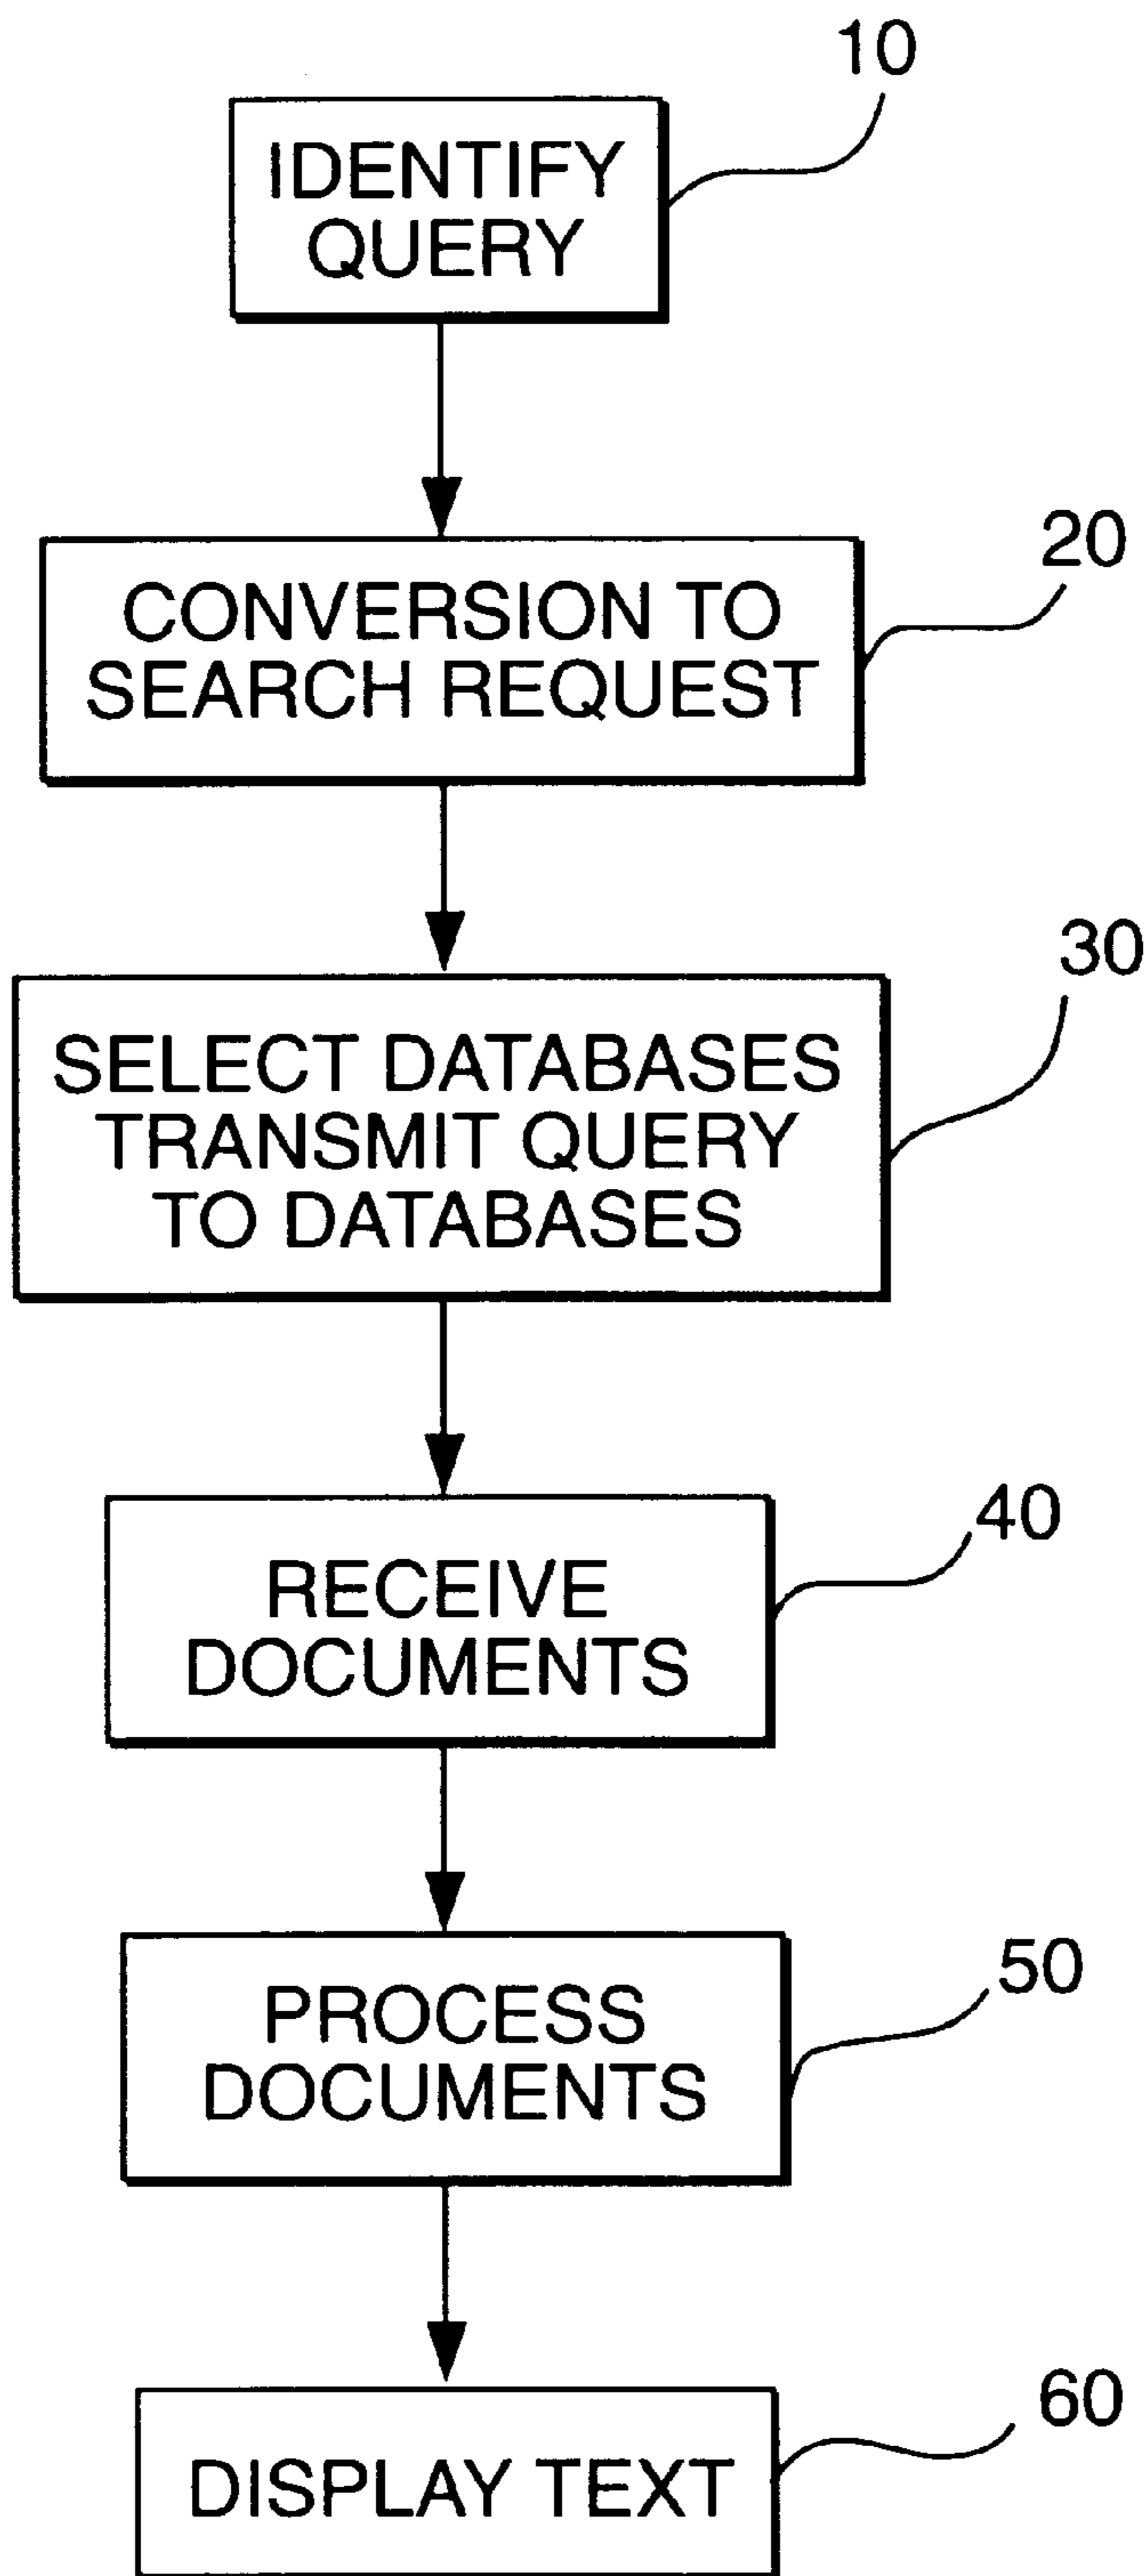 10
IDENTIFY
QUERY
20
CONVERSION TO
SEARCH REQUEST
30
SELECT DATABASES
TRANSMIT QUERY
TO DATABASES
40
RECEIVE
DOCUMENTS
50
PROCESS
DOCUMENTS
60
DISPLAY TEXT